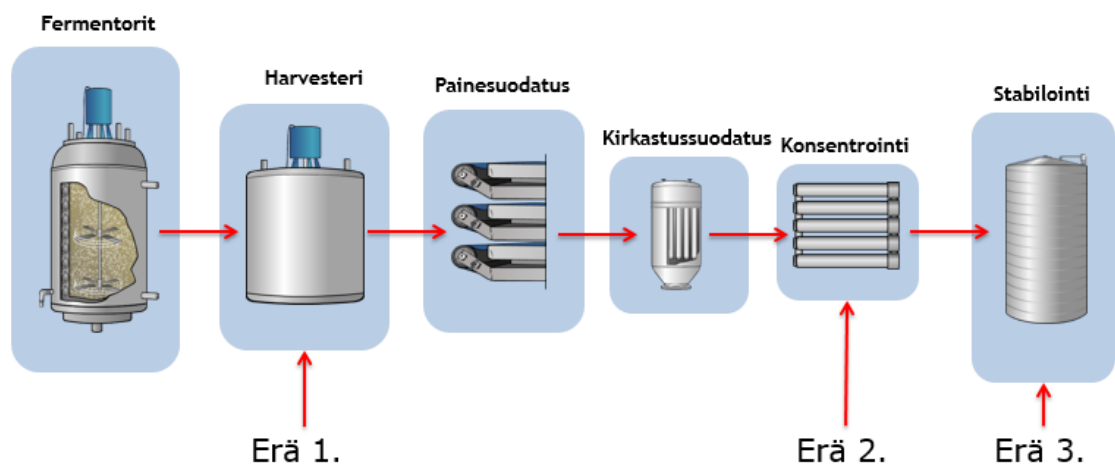 Fermentorit
Harvesteri
Painesuodatus
Kirkastussuodatus
Konsentrointi
Stabilointi
Erä 1.
Erä 2.
Erä 3.